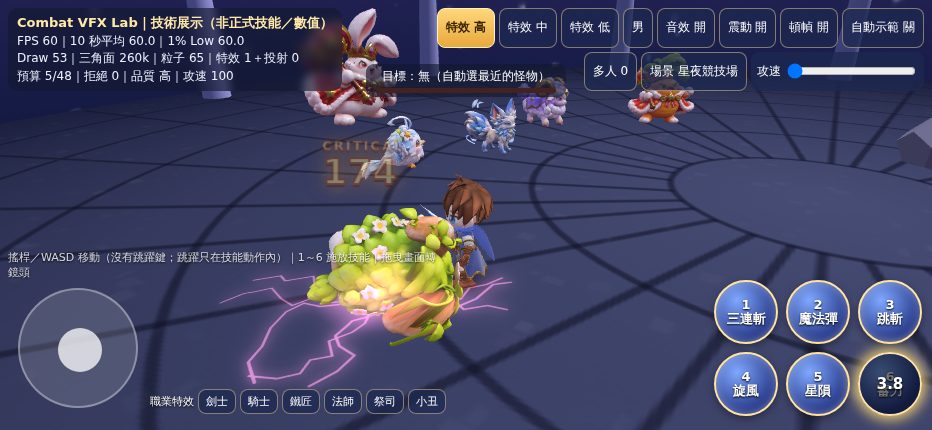 Combat VFX Lab｜技術展示（非正式技能／數值）
FPS 60｜10 秒平均 60.0｜1% Low 60.0
Draw 53｜三角面 260k｜粒子 65｜特效 1＋投射 0
預算 5/48｜拒絕 0｜品質 高｜攻速 100
特效 高
特效 中
特效 低
男
音效 開
震動 開
頓幀 開
自動示範 關
目標：無（自動選最近的怪物）
多人 0
場景 星夜競技場
攻速
CRITICAL
174
搖桿／WASD 移動（沒有跳躍鍵；跳躍只在技能動作內）｜1～6 施放技能｜拖曳畫面轉
鏡頭
1
三連斬
2
魔法彈
3
跳斬
4
旋風
5
星隕
6
3.8
蓄力
職業特效
劍士
騎士
鐵匠
法師
祭司
小丑